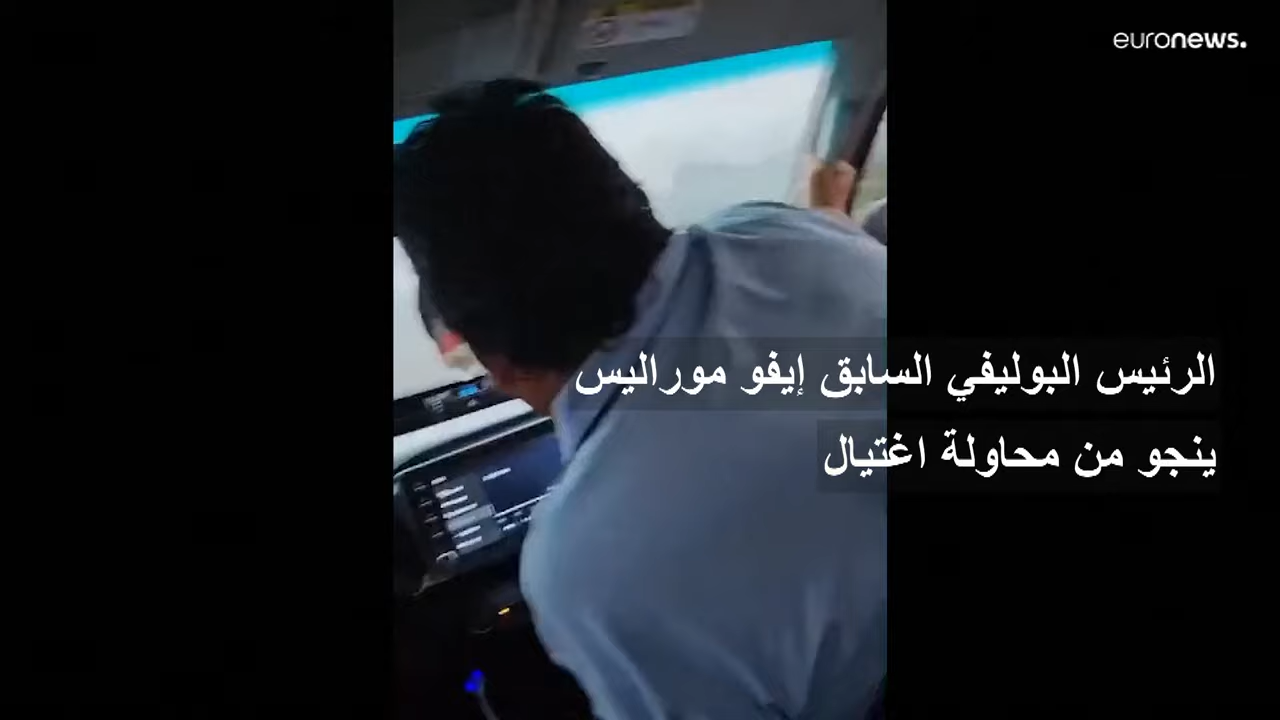 euronews.
الرئيس البوليفي السابق إيفو موراليس
ينجو من محاولة اغتيال